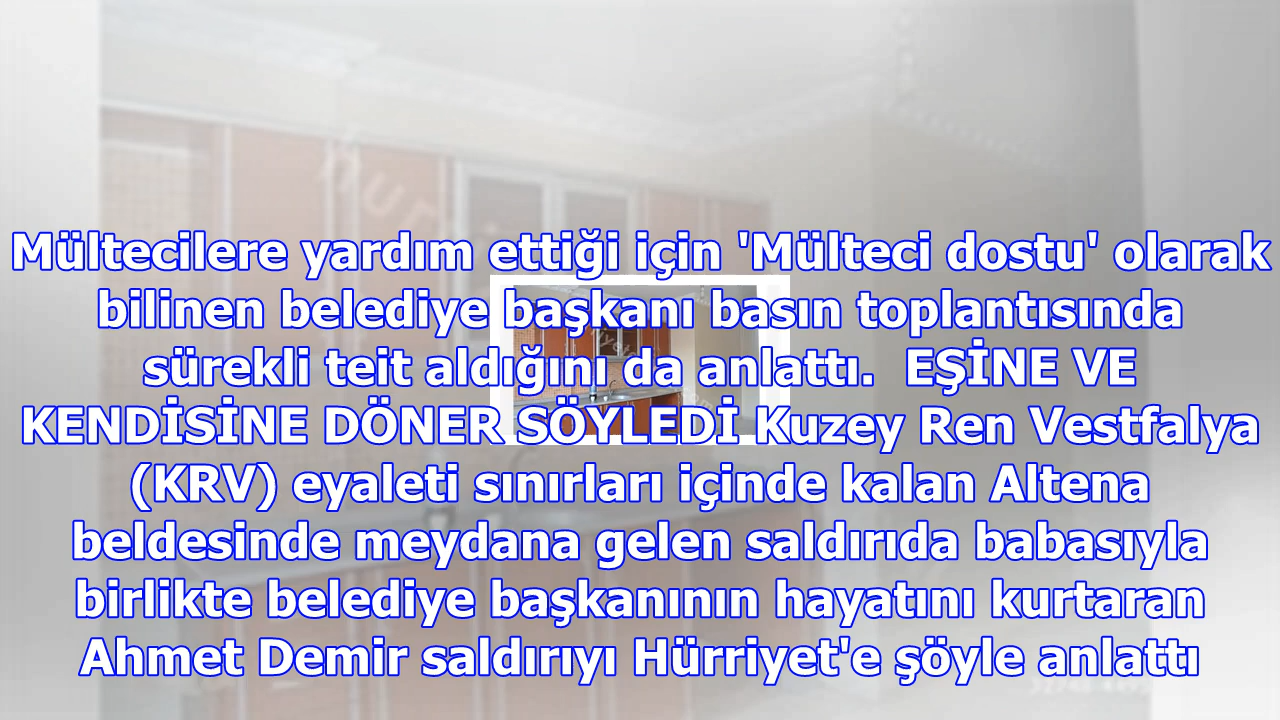 Mültecilere yardım ettiği için 'Mülteci dostu' olarak
bilinen belediye başkanı basın toplantısında
sürekli teit aldığını da anlattı.  EŞİNE VE
KENDİSİNE DÖNER SÖYLEDİ Kuzey Ren Vestfalya
(KRV) eyaleti sınırları içinde kalan Altena
beldesinde meydana gelen saldırıda babasıyla
birlikte belediye başkanının hayatını kurtaran
Ahmet Demir saldırıyı Hürriyet'e şöyle anlattı